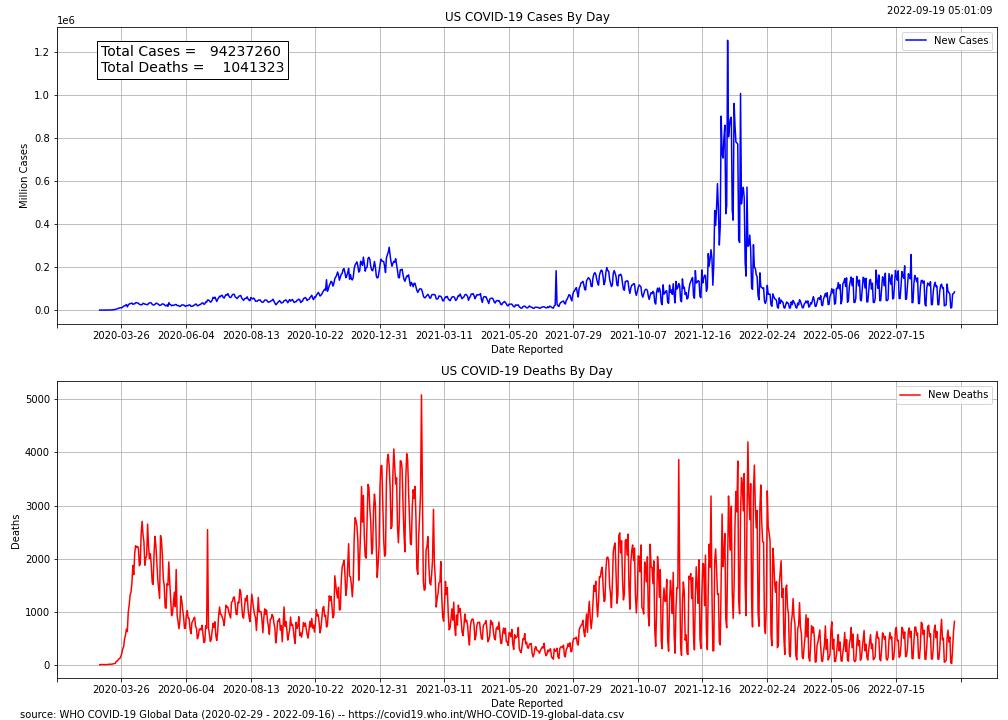 2022-09-19 05:01:09
US COVID-19 Cases By Day
1e6
New Cases
Total Cases = 94237260
Total Deaths = 1041323
1.2
1.0
0.8
0.6
0.4
0.2
0.0
Million Cases
2020-03-26 2020-06-04 2020-08-13 2020-10-22 2020-12-31 2021-03-11 2021-05-20 2021-07-29 2021-10-07 2021-12-16 2022-02-24 2022-05-06 2022-07-15
Date Reported
US COVID-19 Deaths By Day
New Deaths
5000
4000
3000
2000
1000
0
Deaths
2020-03-26 2020-06-04 2020-08-13 2020-10-22 2020-12-31 2021-03-11 2021-05-20 2021-07-29 2021-10-07 2021-12-16 2022-02-24 2022-05-06 2022-07-15
Date Reported
source: WHO COVID-19 Global Data (2020-02-29 - 2022-09-16) -- https://covid19.who.int/WHO-COVID-19-global-data.csv